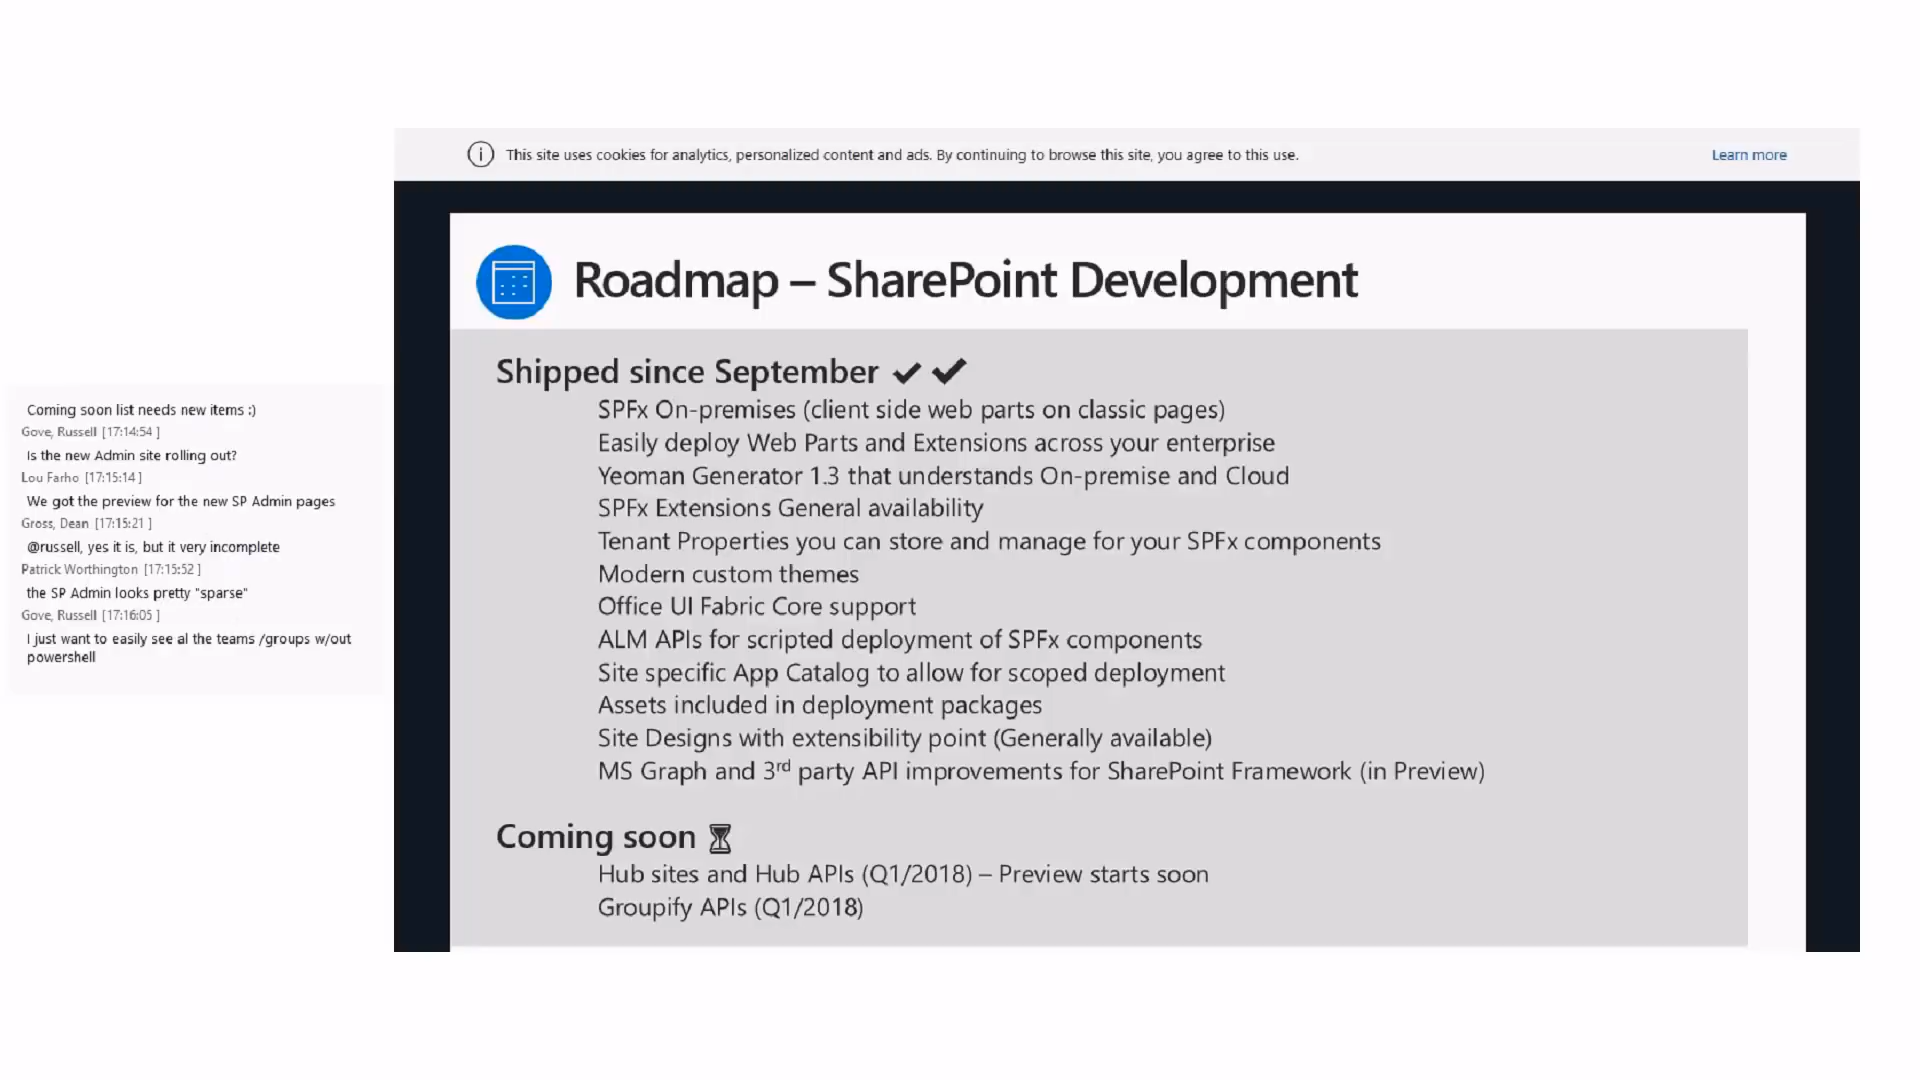 Coming soon list needs new items :)
Gove, Russell [17:14:54 ]
Is the new Admin site rolling out?
Lou Farho [17:15:14 ]
We got the preview for the new SP Admin pages
Gross, Dean [17:15:21 ]
@russell, yes it is, but it very incomplete
Patrick Worthington [17:15:52 ]
the SP Admin looks pretty "sparse"
Gove, Russell [17:16:05 ]
I just want to easily see al the teams /groups w/out
powershell
This site uses cookies for analytics, personalized content and ads. By continuing to browse this site, you agree to this use.
Learn more
Roadmap – SharePoint Development
Shipped since September ✔ ✔
SPFx On-premises (client side web parts on classic pages)
Easily deploy Web Parts and Extensions across your enterprise
Yeoman Generator 1.3 that understands On-premise and Cloud
SPFx Extensions General availability
Tenant Properties you can store and manage for your SPFx components
Modern custom themes
Office UI Fabric Core support
ALM APIs for scripted deployment of SPFx components
Site specific App Catalog to allow for scoped deployment
Assets included in deployment packages
Site Designs with extensibility point (Generally available)
MS Graph and 3rd party API improvements for SharePoint Framework (in Preview)
Coming soon ⌛
Hub sites and Hub APIs (Q1/2018) – Preview starts soon
Groupify APIs (Q1/2018)